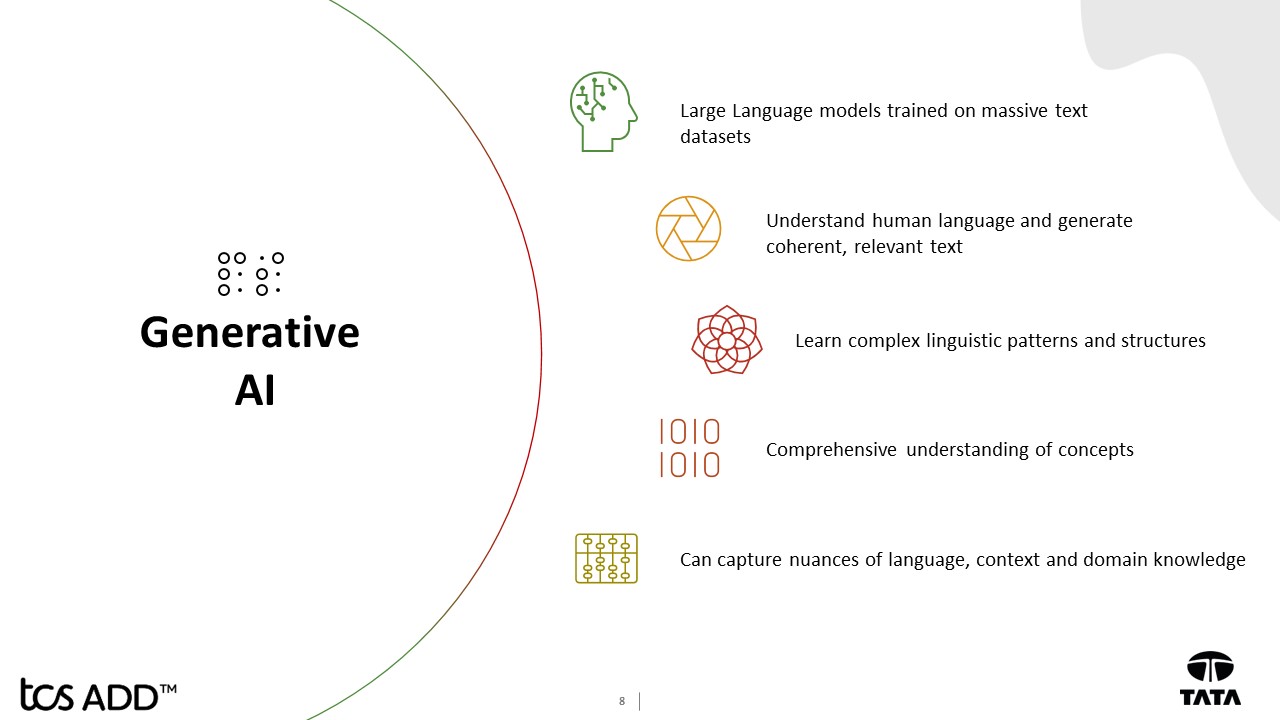 Generative
AI
Large Language models trained on massive text
datasets
Understand human language and generate
coherent, relevant text
Learn complex linguistic patterns and structures
1010
1010
Comprehensive understanding of concepts
Can capture nuances of language, context and domain knowledge
tcs ADD™
8
TATA